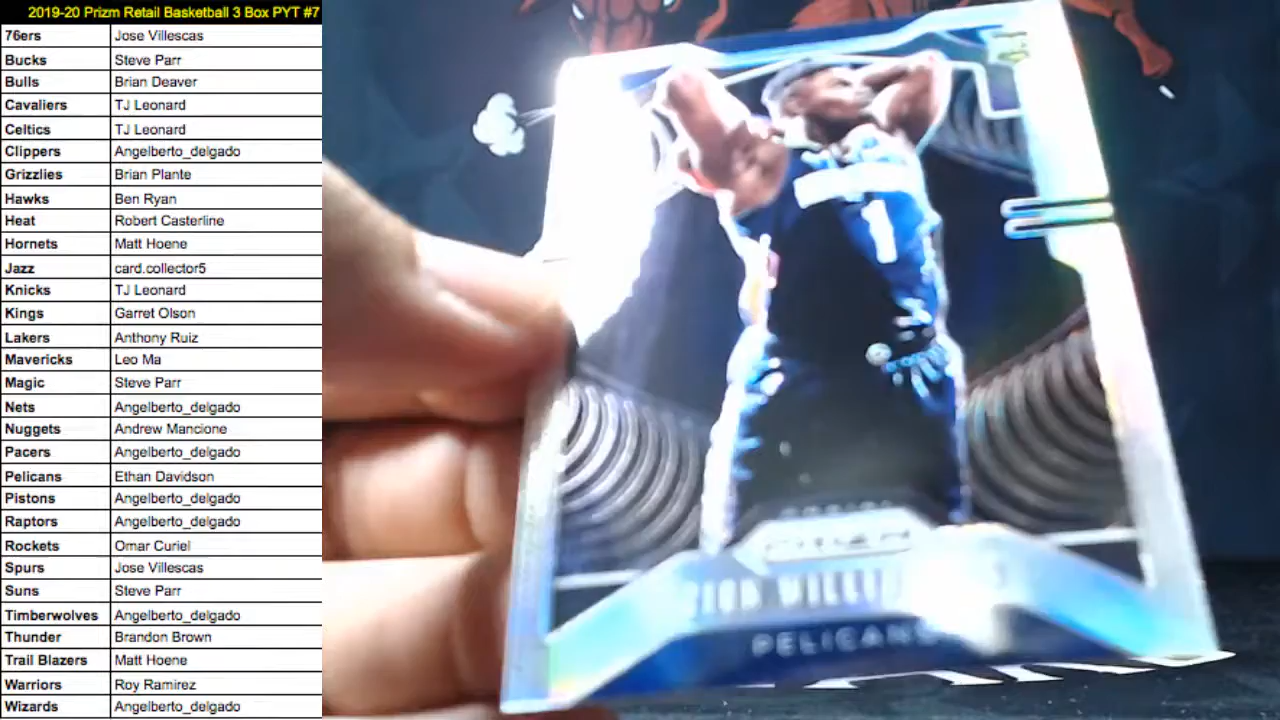 2019-20 Prizm Retail Basketball 3 Box PYT #7
76ers Jose Villescas
Bucks Steve Parr
Bulls Brian Deaver
Cavaliers TJ Leonard
Celtics TJ Leonard
Clippers Angelberto_delgado
Grizzlies Brian Plante
Hawks Ben Ryan
Heat Robert Casterline
Hornets Matt Hoene
Jazz card.collector5
Knicks TJ Leonard
Kings Garret Olson
Lakers Anthony Ruiz
Mavericks Leo Ma
Magic Steve Parr
Nets Angelberto_delgado
Nuggets Andrew Mancione
Pacers Angelberto_delgado
Pelicans Ethan Davidson
Pistons Angelberto_delgado
Raptors Angelberto_delgado
Rockets Omar Curiel
Spurs Jose Villescas
Suns Steve Parr
Timberwolves Angelberto_delgado
Thunder Brandon Brown
Trail Blazers Matt Hoene
Warriors Roy Ramirez
Wizards Angelberto_delgado
1
PRIZM
PELICANS